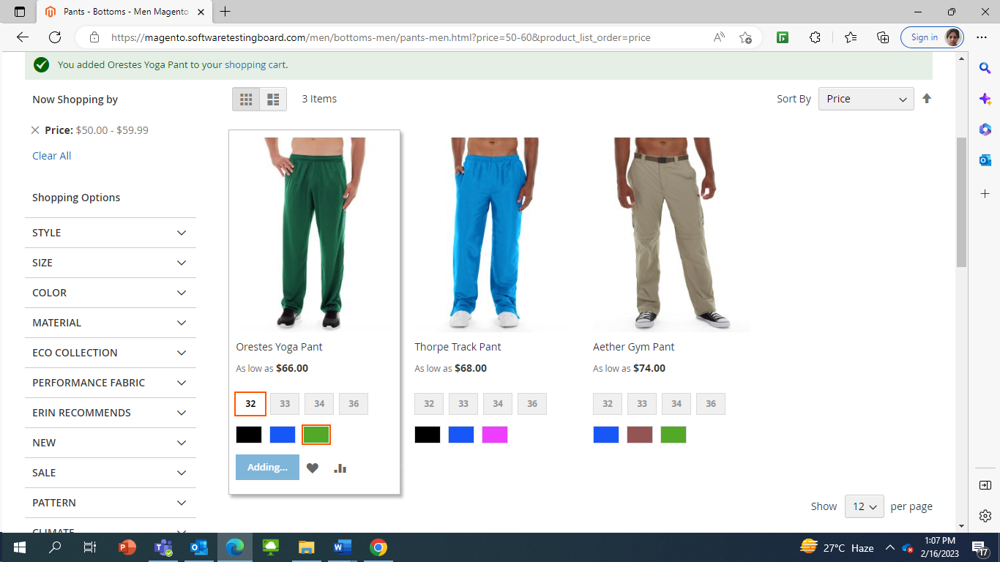 Pants - Bottoms - Men Magento
https://magento.softwaretestingboard.com/men/bottoms-men/pants-men.html?price=50-60&product_list_order=price
Sign in
You added Orestes Yoga Pant to your shopping cart.
Now Shopping by
3 Items
Sort By
Price
Price: $50.00 - $59.99
Clear All
Shopping Options
STYLE
SIZE
COLOR
MATERIAL
ECO COLLECTION
PERFORMANCE FABRIC
ERIN RECOMMENDS
NEW
SALE
PATTERN
CLIMATE
Orestes Yoga Pant
As low as $66.00
32 33 34 36
Adding...
Thorpe Track Pant
As low as $68.00
32 33 34 36
Aether Gym Pant
As low as $74.00
32 33 34 36
Show 12 per page
27°C Haze
1:07 PM
2/16/2023
17